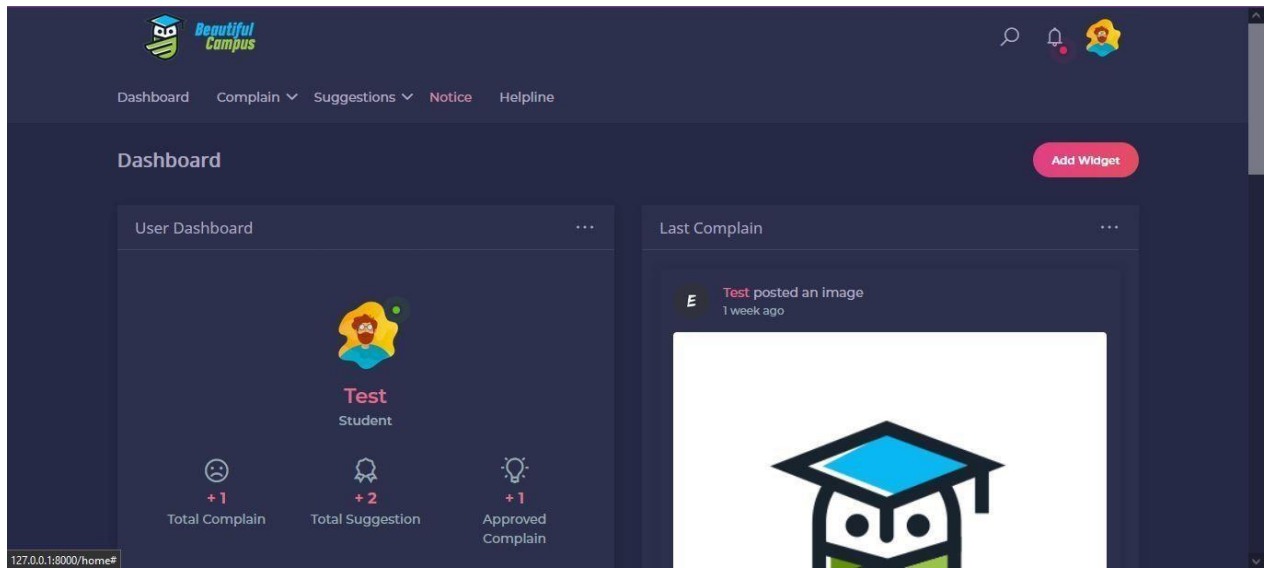 Beautiful
Campus
Dashboard Complain Suggestions Notice Helpline
Dashboard
Add Widget
User Dashboard
Last Complain
E
Test posted an image
1 week ago
Test
Student
+ 1
Total Complain
+ 2
Total Suggestion
+ 1
Approved
Complain
127.0.0.1:8000/home#